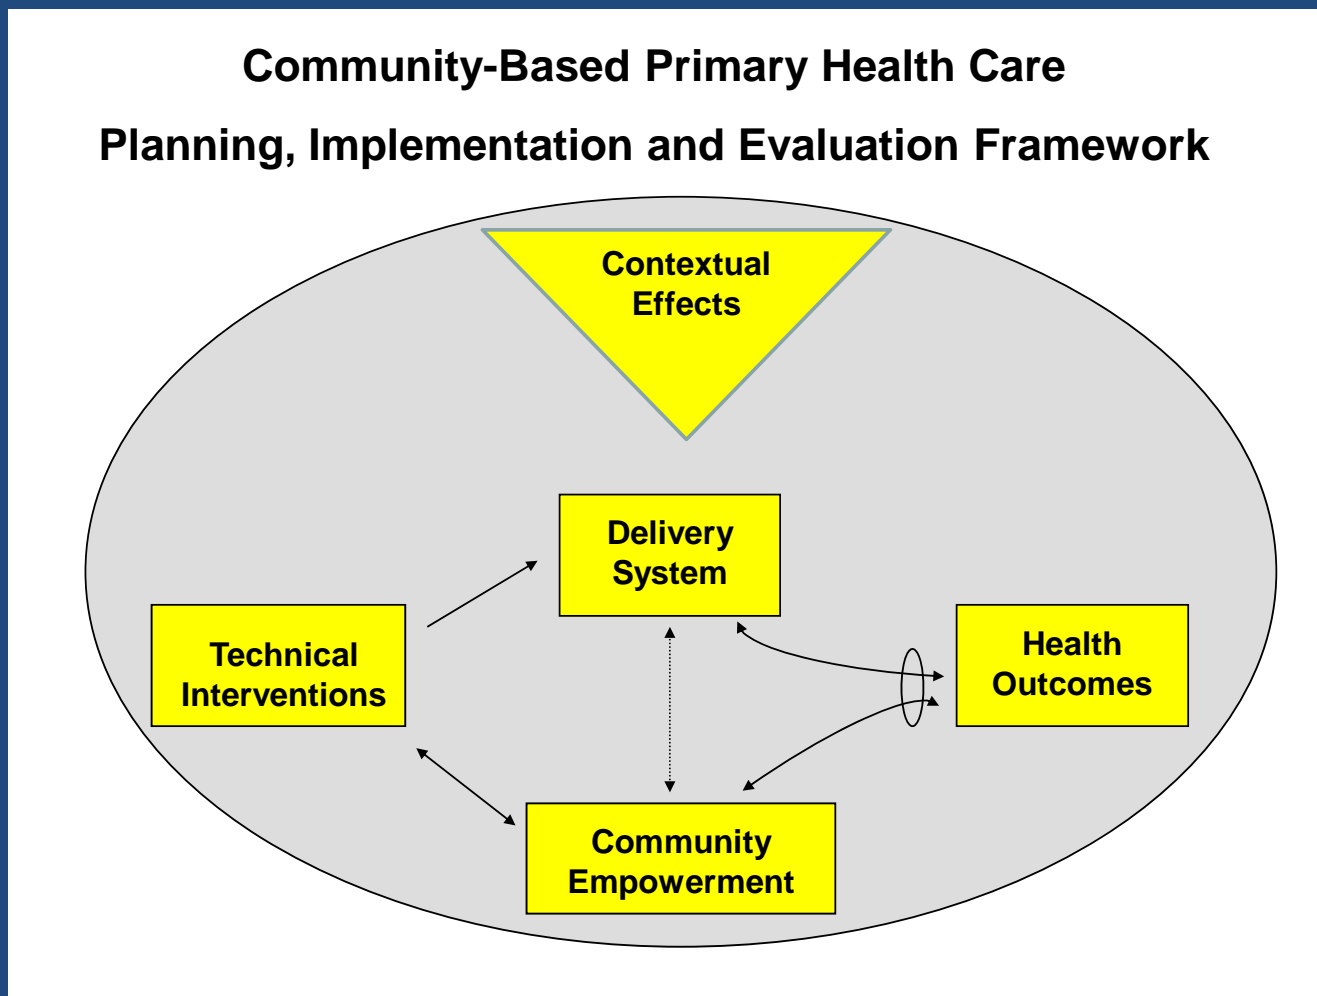 Community-Based Primary Health Care
Planning, Implementation and Evaluation Framework
Contextual
Effects
Delivery
System
Technical
Interventions
Health
Outcomes
Community
Empowerment